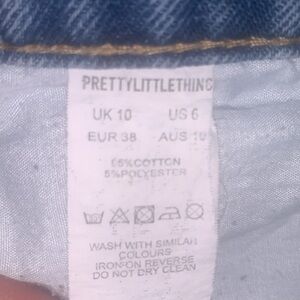 PRETTYLITTLETHING
UK 10 US 6
EUR 38 AUS 10
95%COTTON
5%POLYESTER
WASH WITH SIMILAR
COLOURS
IRON ON REVERSE
DO NOT DRY CLEAN